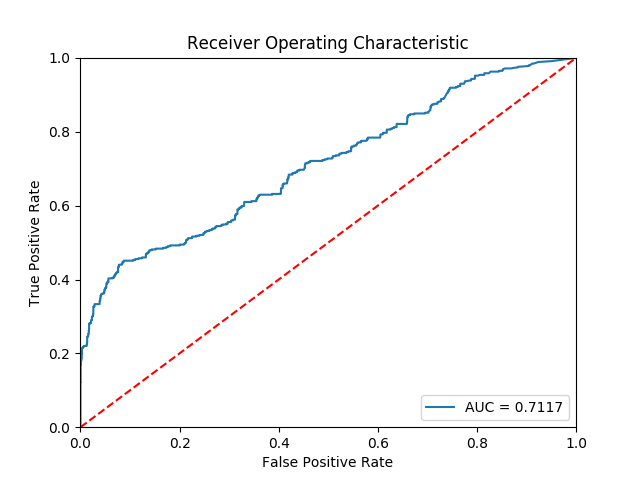 Receiver Operating Characteristic
1.0
0.8
0.6
0.4
0.2
0.0
True Positive Rate
AUC = 0.7117
0.0 0.2 0.4 0.6 0.8 1.0
False Positive Rate